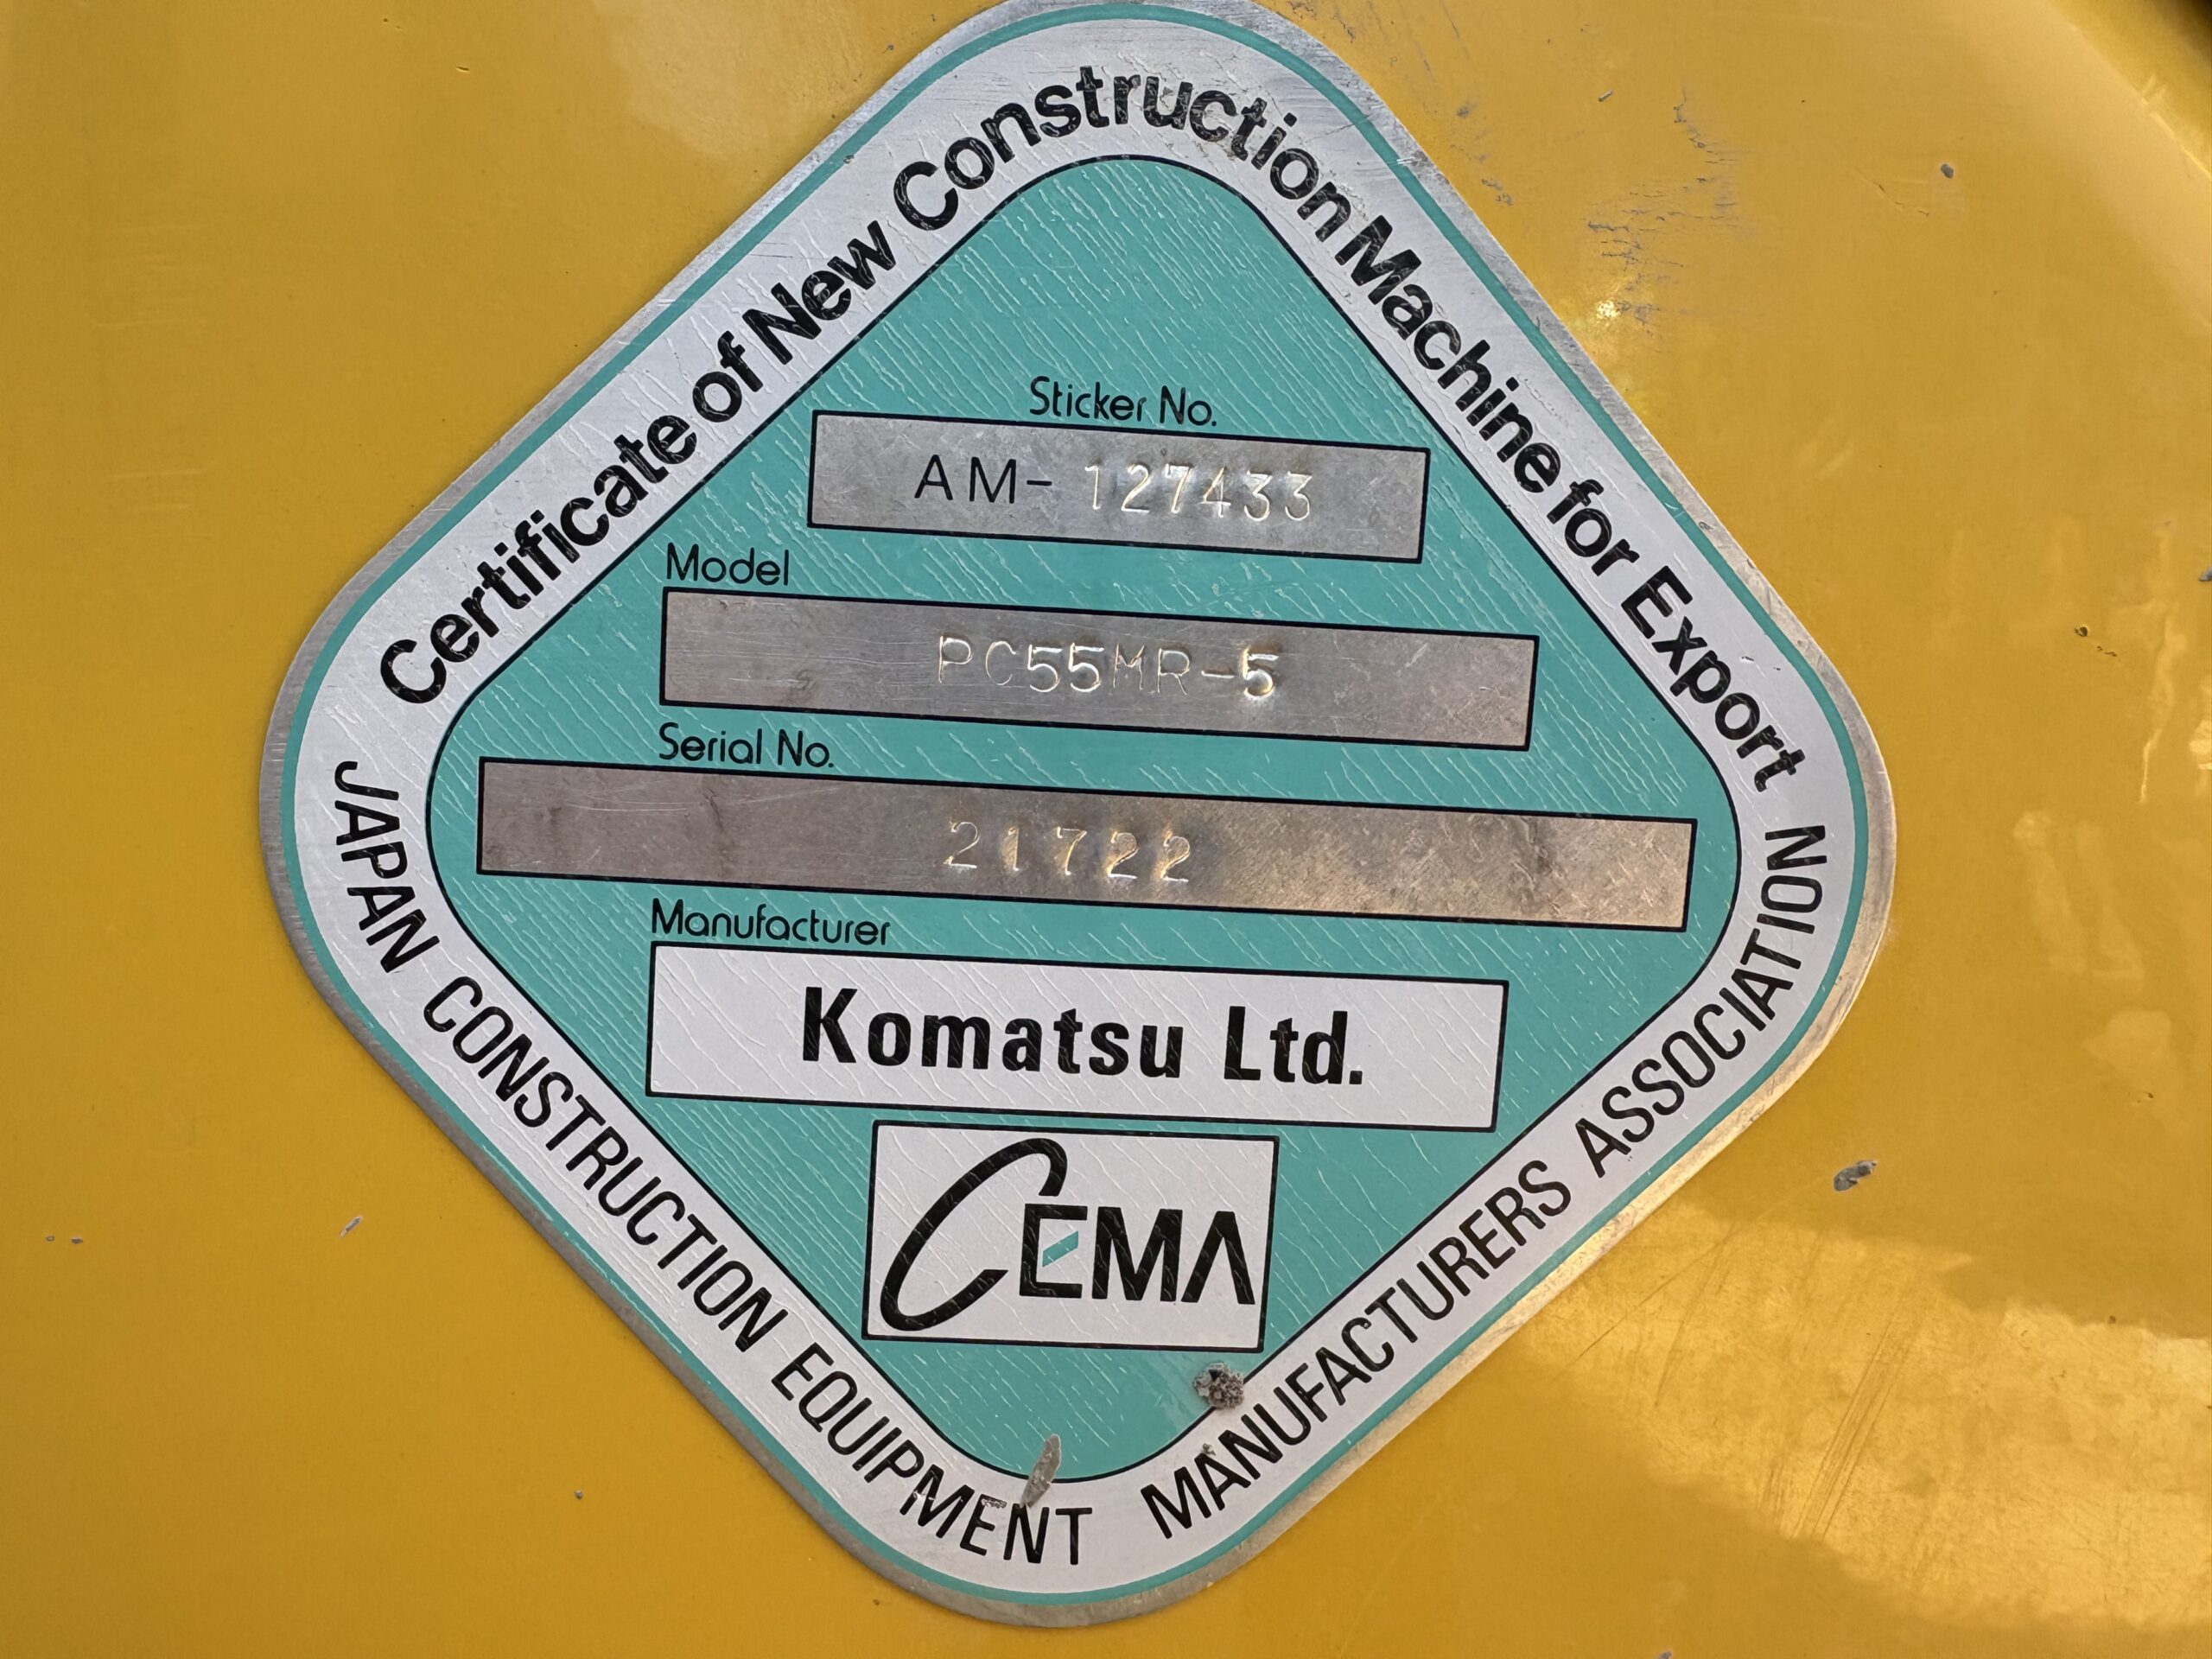 Certificate of New Construction Machine for Export
Sticker No.
AM- 127433
Model
PC55MR-5
Serial No.
21722
Manufacturer
Komatsu Ltd.
CEMA
JAPAN CONSTRUCTION EQUIPMENT MANUFACTURERS ASSOCIATION